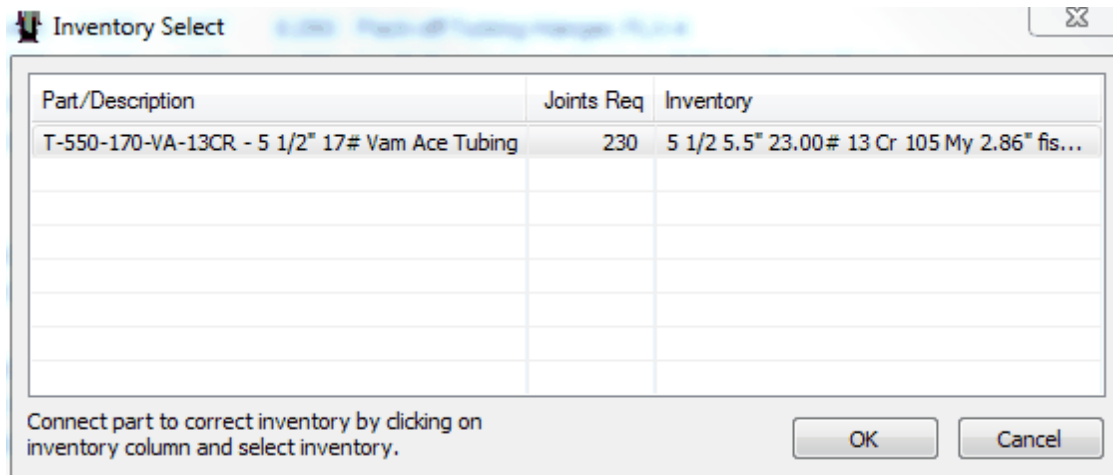 Inventory Select
Part/Description Joints Req Inventory
T-550-170-VA-13CR - 5 1/2" 17# Vam Ace Tubing 230 5 1/2 5.5" 23.00# 13 Cr 105 My 2.86" fis...
Connect part to correct inventory by clicking on
inventory column and select inventory.
OK Cancel